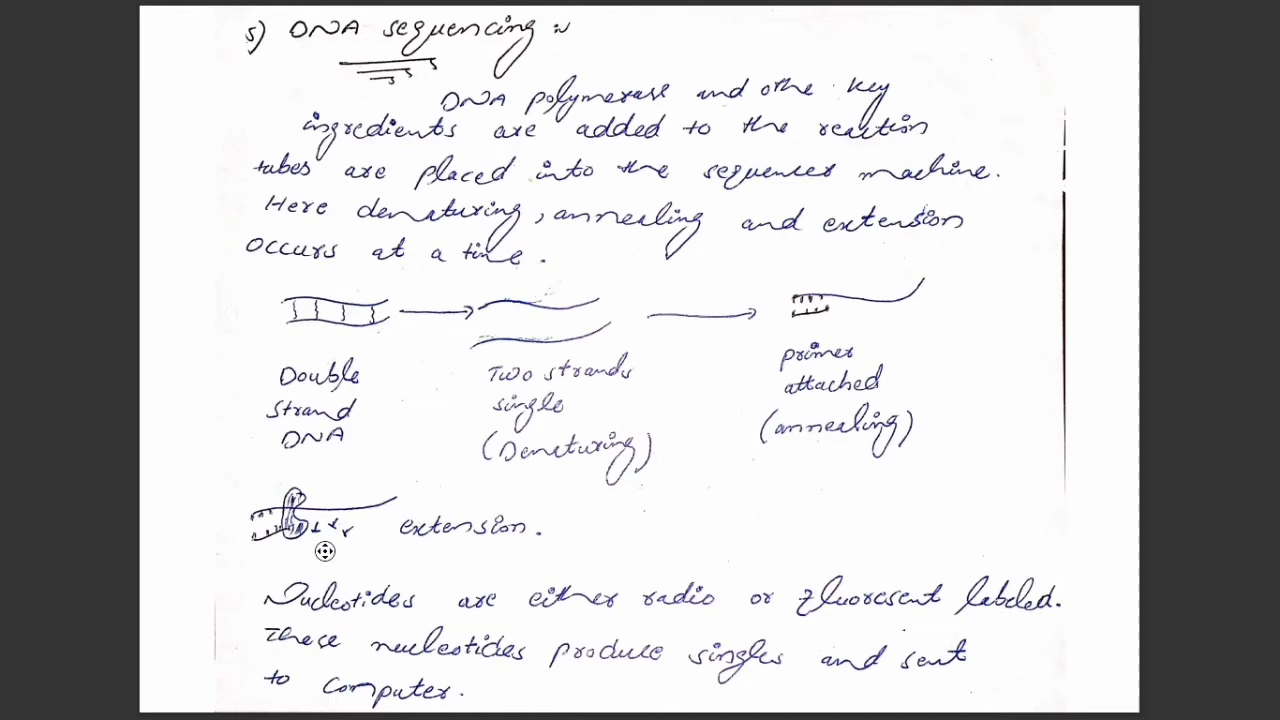 5) DNA sequencing :-
DNA polymerase and othe key
ingredients are added to the reaction
tubes are placed into the sequencer machine.
Here denaturing, annealing and extension
occurs at a time.
Double
strand
DNA
Two strands
single
(Denaturing)
primer
attached
(annealing)
extension.
Nucleotides are either radio or fluoresent labeled.
These nucleotides produce singles and sent
to computer.